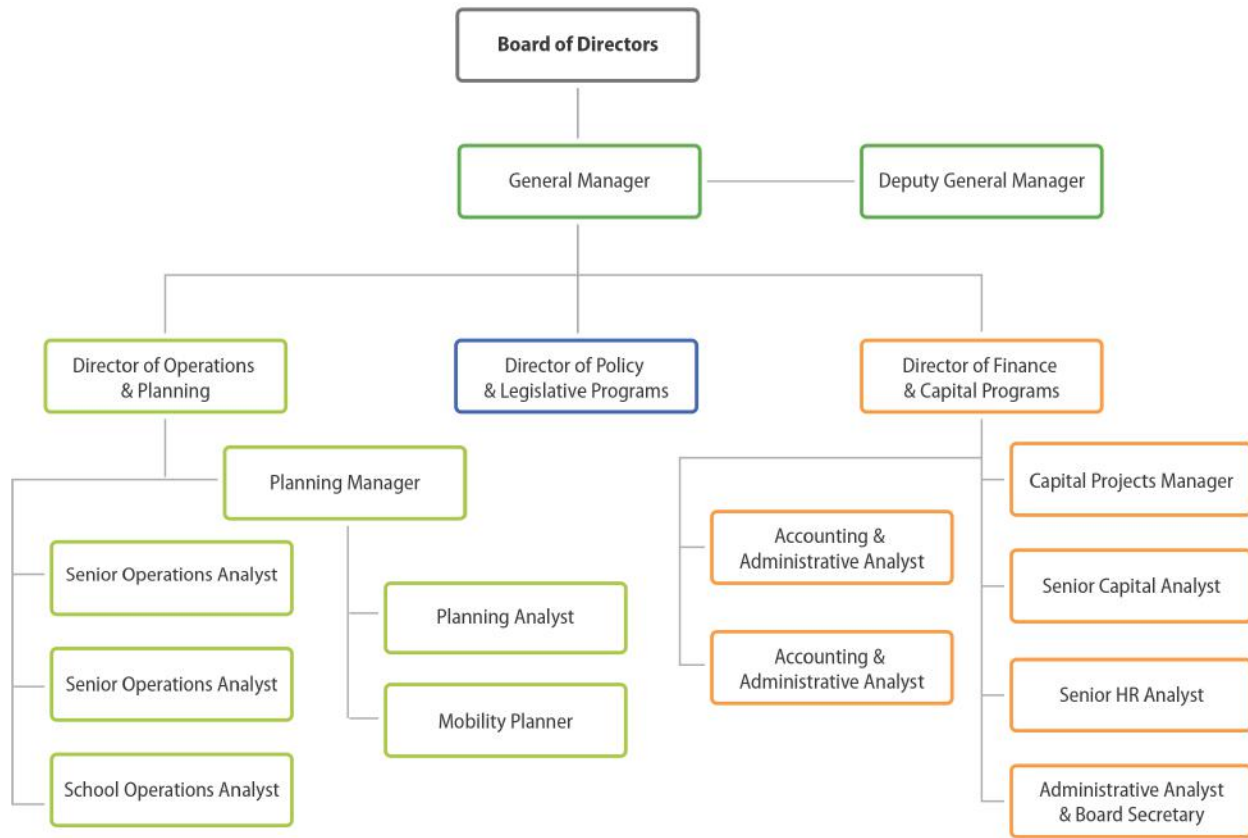 Board of Directors
General Manager
Deputy General Manager
Director of Operations
& Planning
Director of Policy
& Legislative Programs
Director of Finance
& Capital Programs
Planning Manager
Senior Operations Analyst
Senior Operations Analyst
School Operations Analyst
Planning Analyst
Mobility Planner
Accounting &
Administrative Analyst
Accounting &
Administrative Analyst
Capital Projects Manager
Senior Capital Analyst
Senior HR Analyst
Administrative Analyst
& Board Secretary